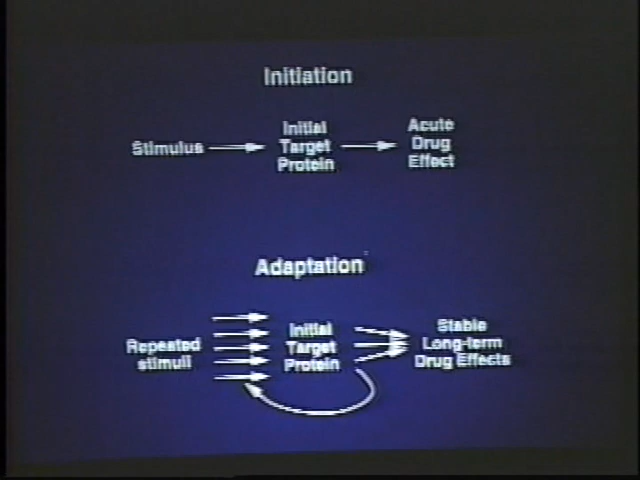 Initiation
Stimulus
Initial
Target
Protein
Acute
Drug
Effect
Adaptation
Repeated
stimuli
Initial
Target
Protein
Stable
Long-term
Drug Effects